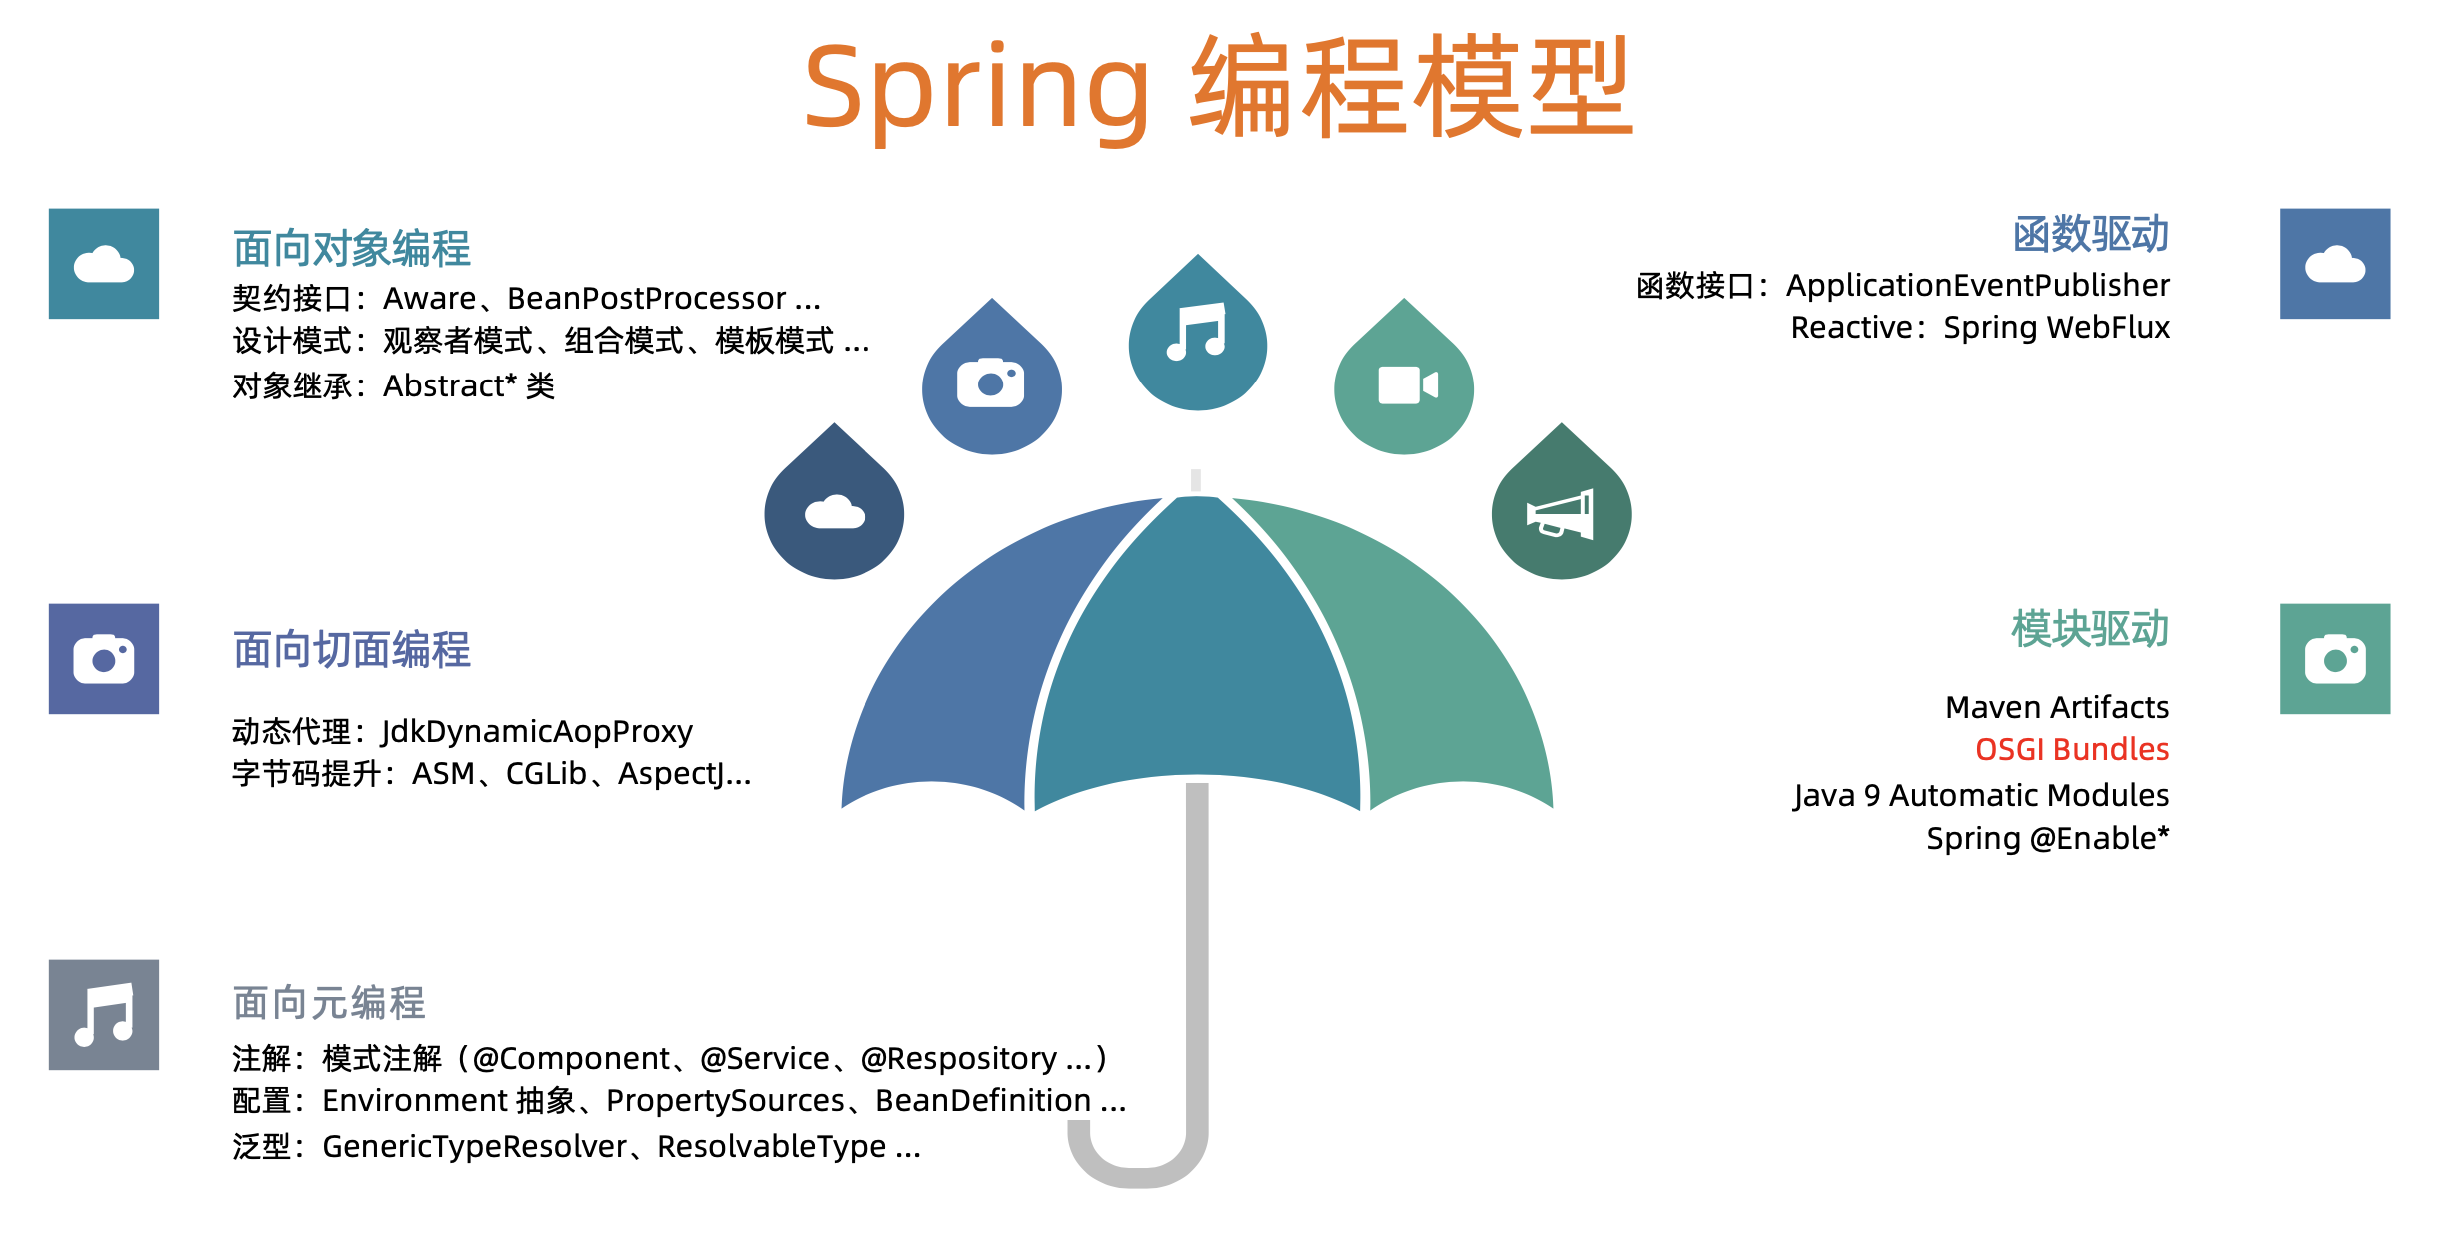 Spring 编程模型
面向对象编程
契约接口：Aware、BeanPostProcessor ...
设计模式：观察者模式、组合模式、模板模式 ...
对象继承：Abstract* 类
面向切面编程
动态代理：JdkDynamicAopProxy
字节码提升：ASM、CGLib、AspectJ...
面向元编程
注解：模式注解（@Component、@Service、@Respository ...）
配置：Environment 抽象、PropertySources、BeanDefinition ...
泛型：GenericTypeResolver、ResolvableType ...
函数驱动
函数接口：ApplicationEventPublisher
Reactive：Spring WebFlux
模块驱动
Maven Artifacts
OSGI Bundles
Java 9 Automatic Modules
Spring @Enable*